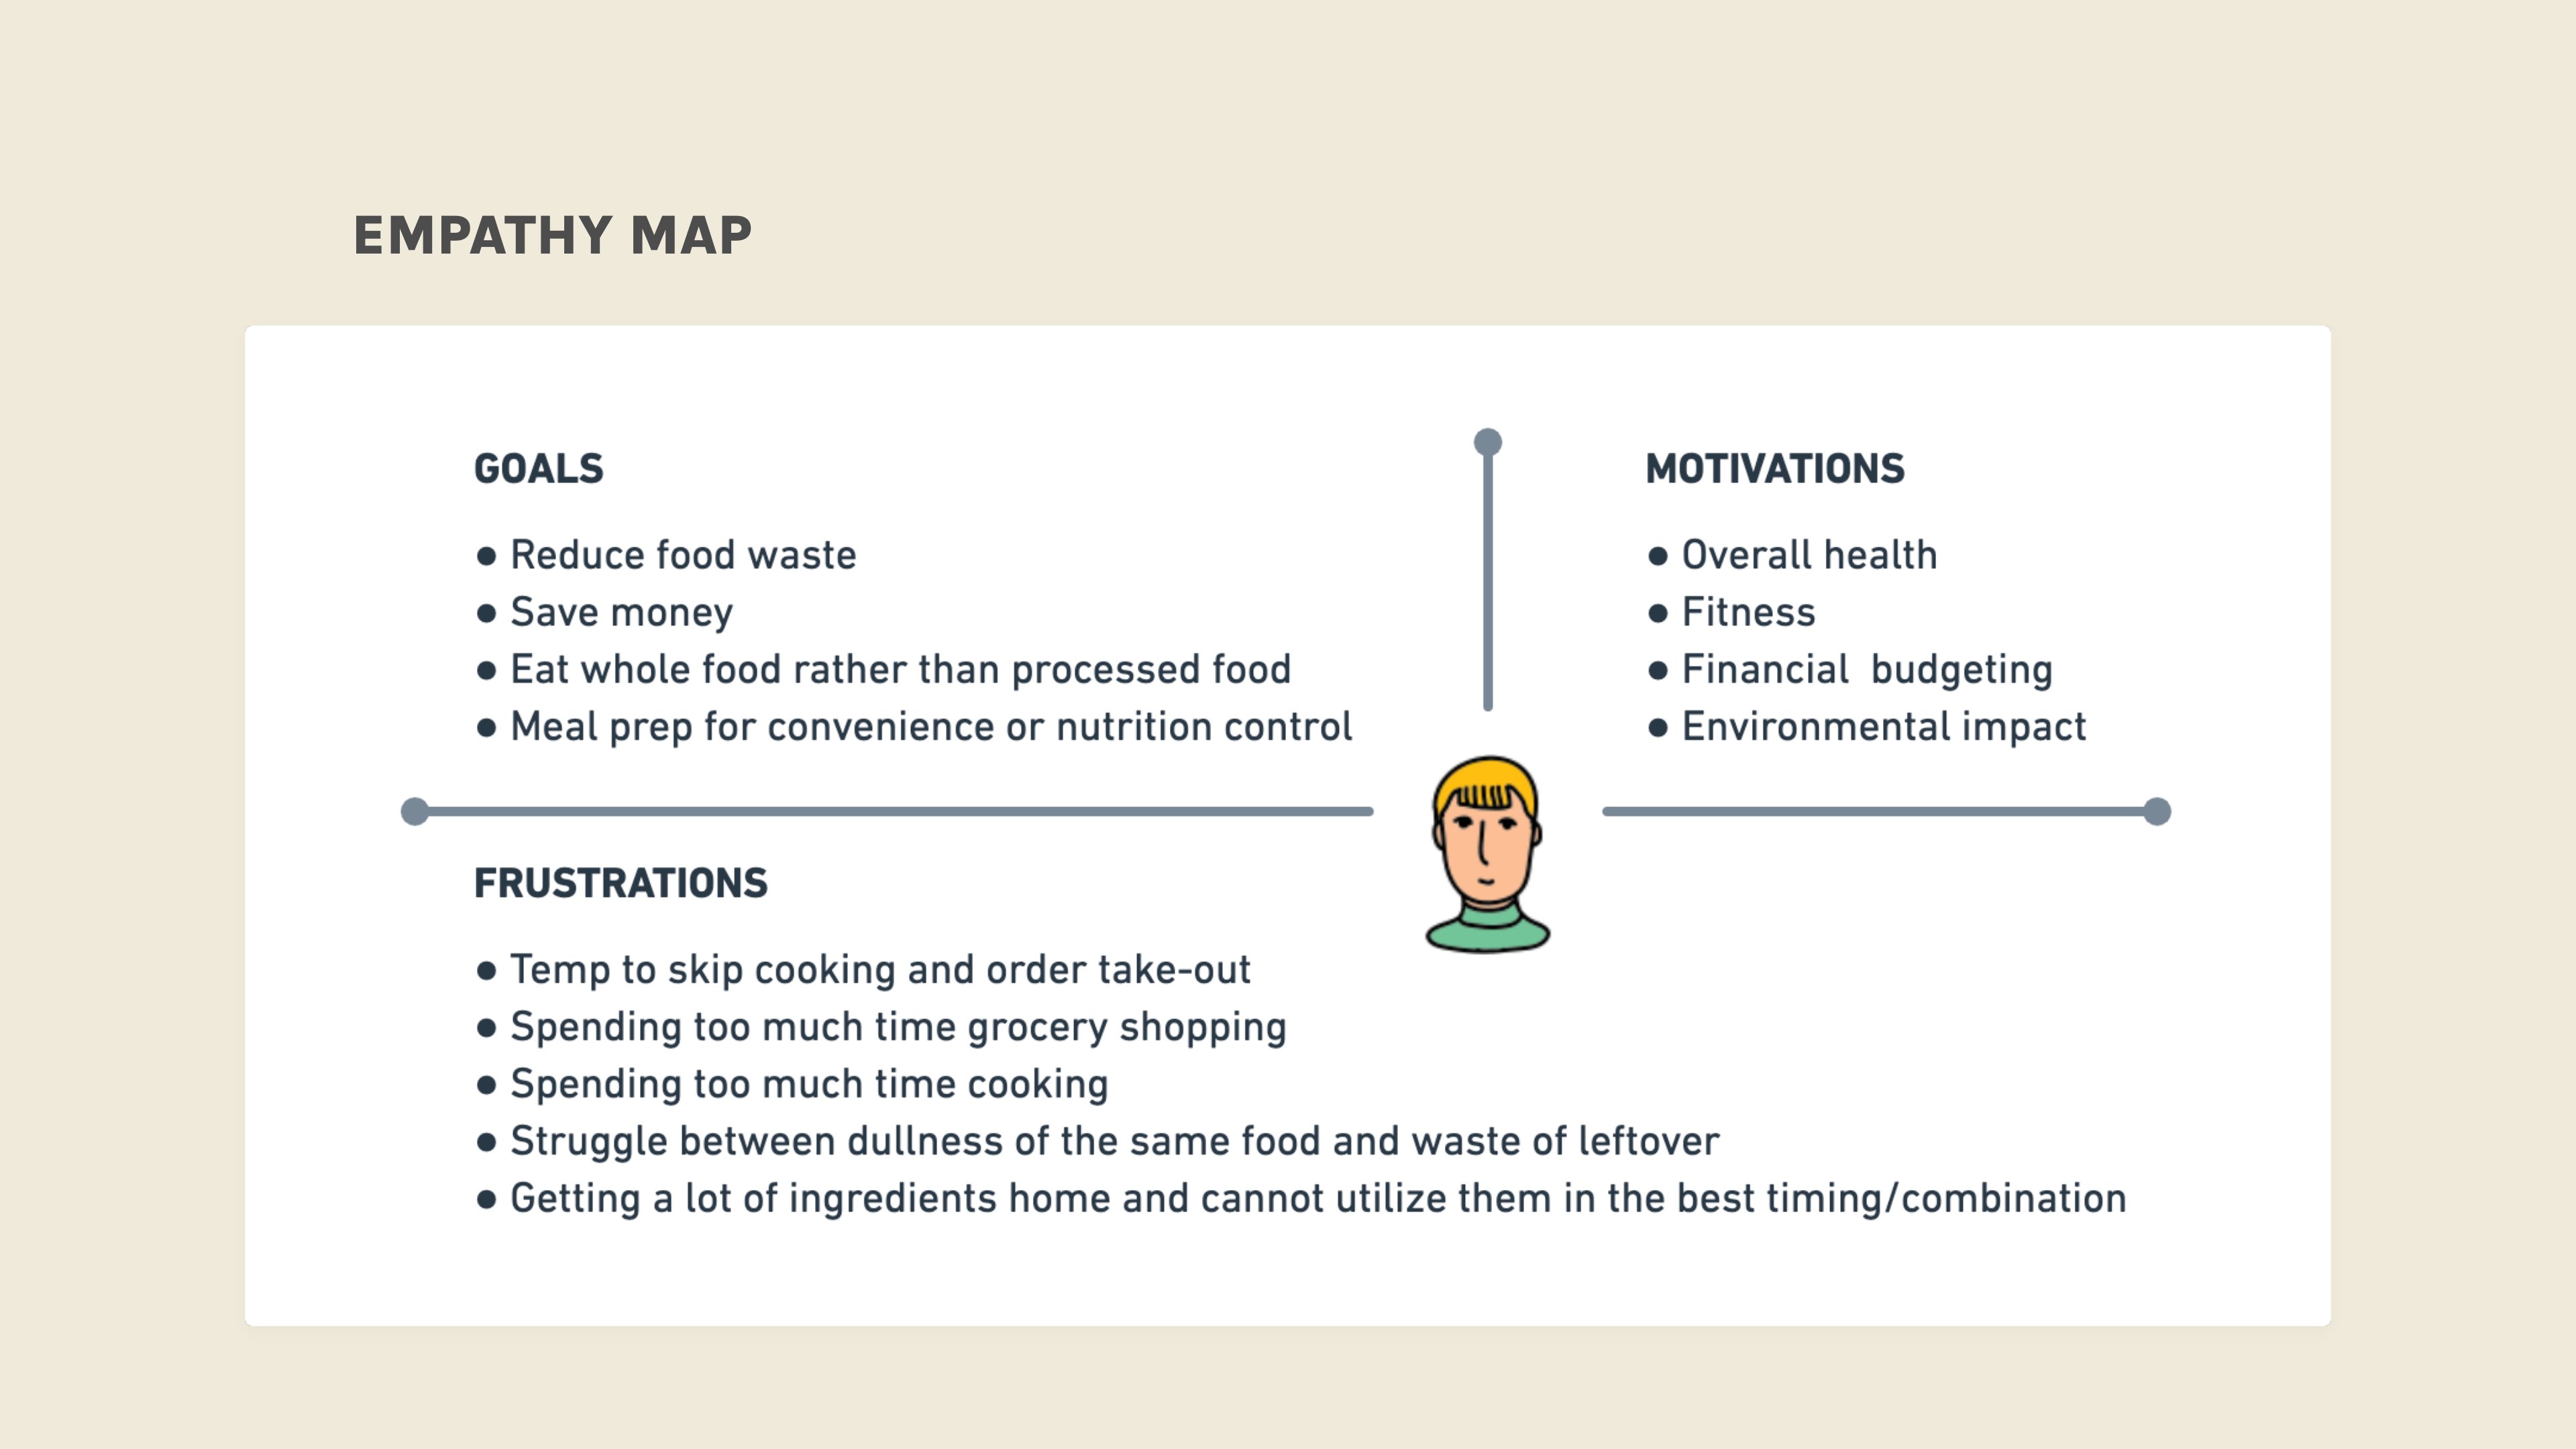 EMPATHY MAP
GOALS
● Reduce food waste
● Save money
● Eat whole food rather than processed food
● Meal prep for convenience or nutrition control
MOTIVATIONS
● Overall health
● Fitness
● Financial  budgeting
● Environmental impact
FRUSTRATIONS
● Temp to skip cooking and order take-out
● Spending too much time grocery shopping
● Spending too much time cooking
● Struggle between dullness of the same food and waste of leftover
● Getting a lot of ingredients home and cannot utilize them in the best timing/combination